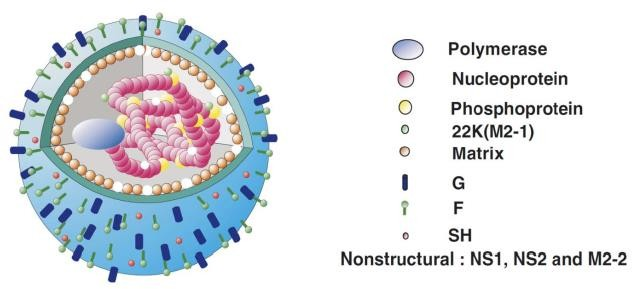 Polymerase
Nucleoprotein
Phosphoprotein
22K(M2-1)
Matrix
G
F
SH
Nonstructural : NS1, NS2 and M2-2